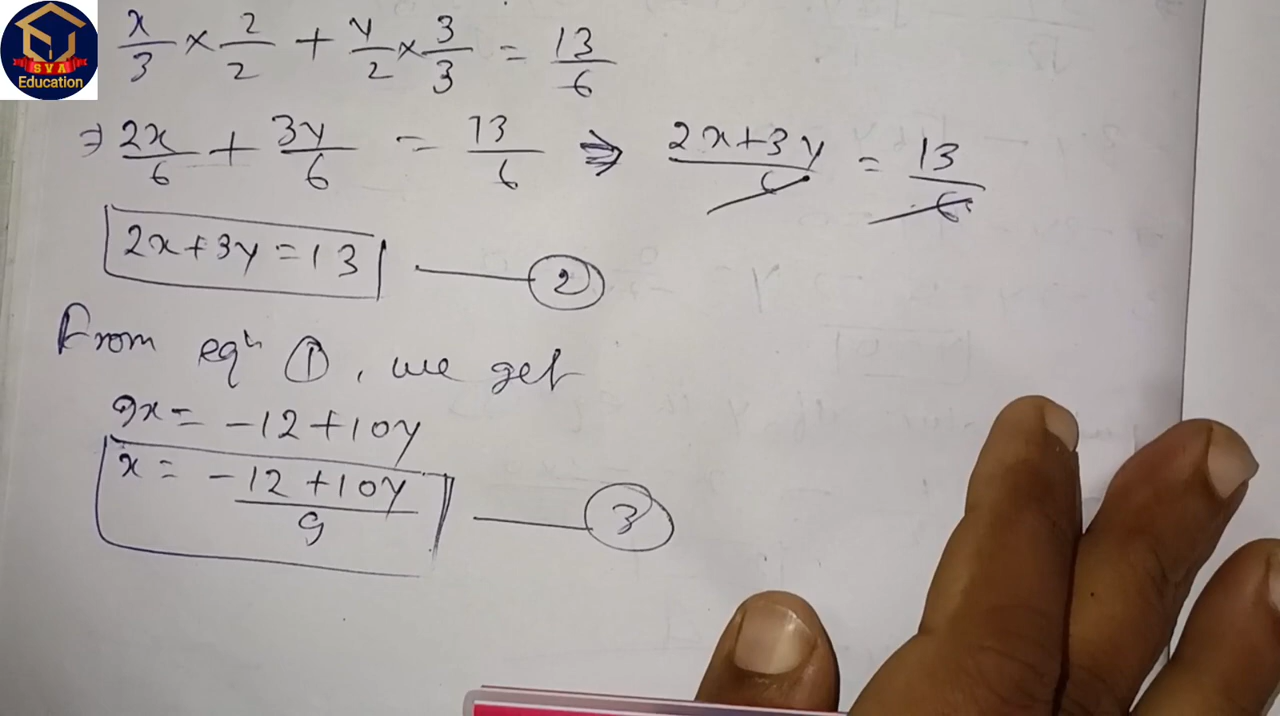 SVA
Education
x/3 × 2/2 + y/2 × 3/3 = 13/6
⇒ 2x/6 + 3y/6 = 13/6 ⇒ 2x+3y/6 = 13/6
2x+3y=13 — 2
From eqn 1, we get
9x = -12+10y
x = -12+10y/9 — 3